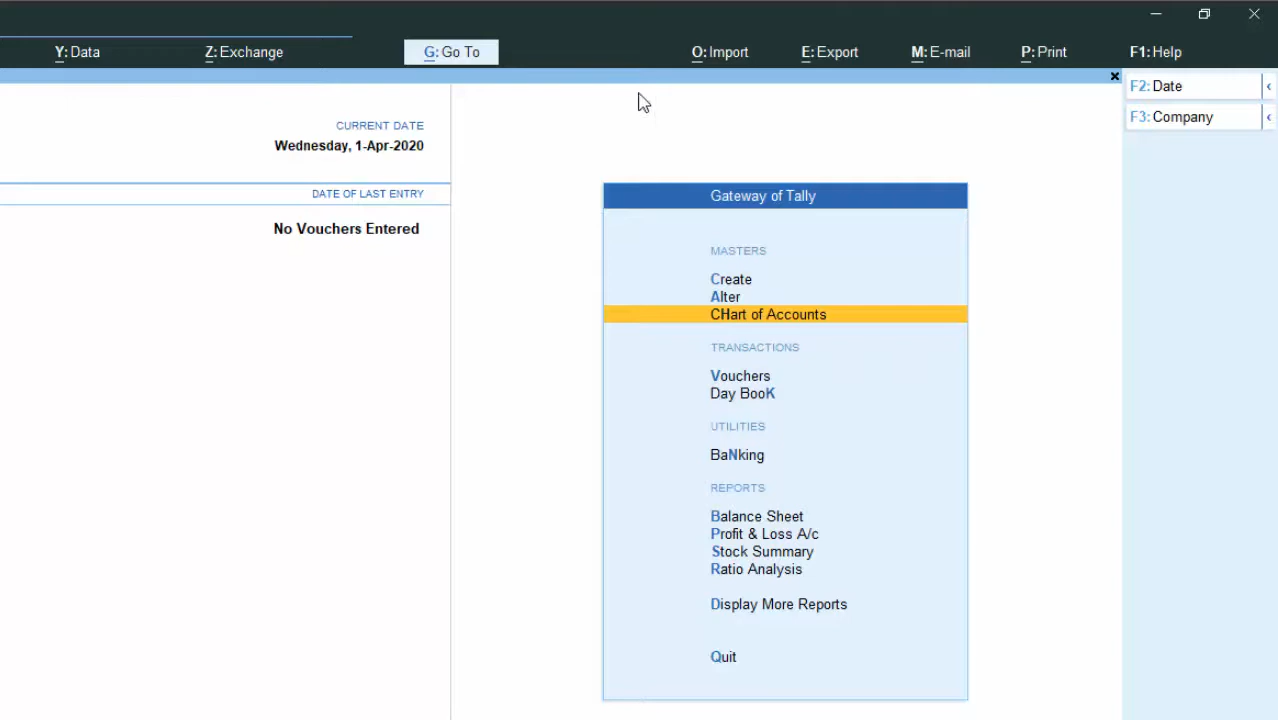 Y: Data Z: Exchange G: Go To O: Import E: Export M: E-mail P: Print F1: Help
F2: Date
F3: Company
CURRENT DATE
Wednesday, 1-Apr-2020
DATE OF LAST ENTRY
No Vouchers Entered
Gateway of Tally
MASTERS
Create
Alter
CHart of Accounts
TRANSACTIONS
Vouchers
Day BooK
UTILITIES
BaNking
REPORTS
Balance Sheet
Profit & Loss A/c
Stock Summary
Ratio Analysis
Display More Reports
Quit